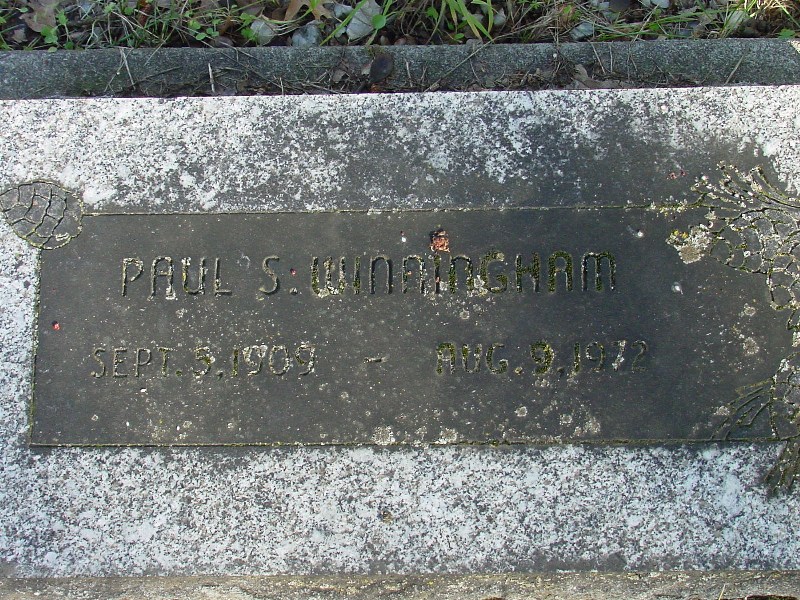 PAUL S. WINNINGHAM
SEPT. 5, 1909 - AUG. 9, 1972